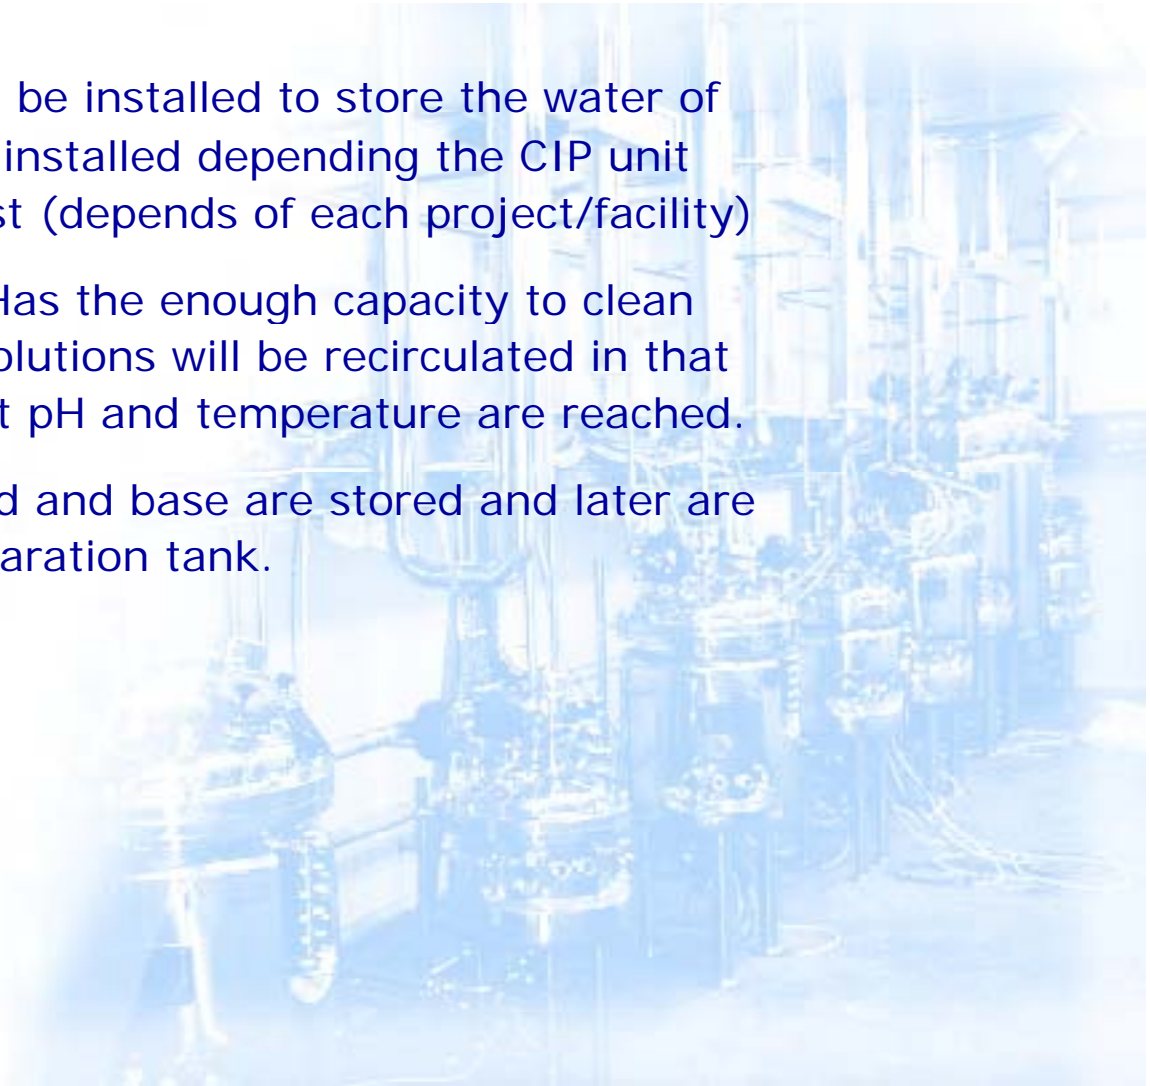 be installed to store the water of
installed depending the CIP unit
st (depends of each project/facility)
Has the enough capacity to clean
olutions will be recirculated in that
t pH and temperature are reached.
d and base are stored and later are
aration tank.